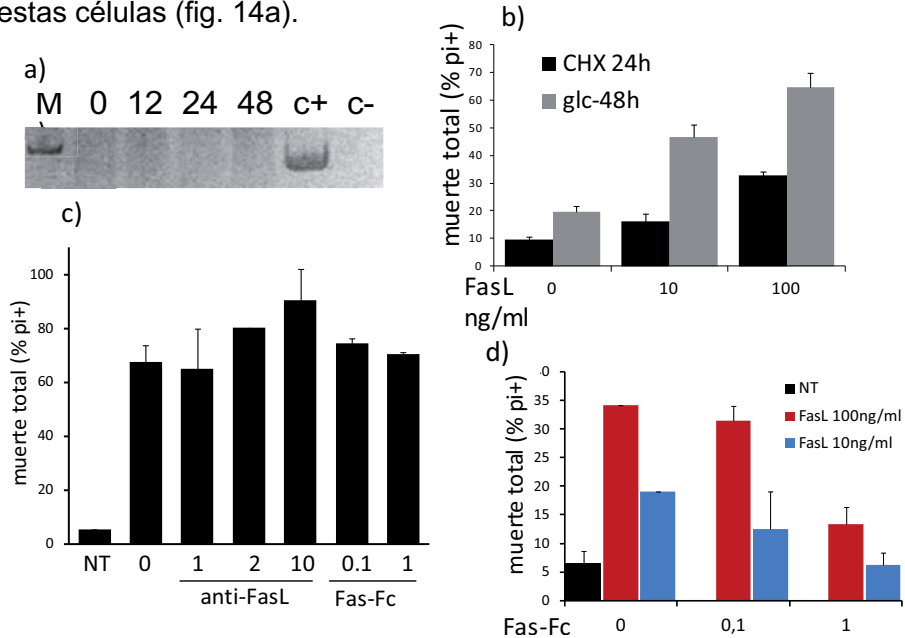 estas células (fig. 14a).
a)
M 0 12 24 48 c+ c-
b)
muerte total (% pi+)
80
70
60
50
40
30
20
10
0
CHX 24h
glc-48h
FasL 0 10 100
ng/ml
c)
muerte total (% pi+)
100
80
60
40
20
0
NT 0 1 2 10 0.1 1
anti-FasL Fas-Fc
d)
muerte total (% pi+)
0
35
30
25
20
15
10
5
0
NT
FasL 100ng/ml
FasL 10ng/ml
Fas-Fc 0 0,1 1